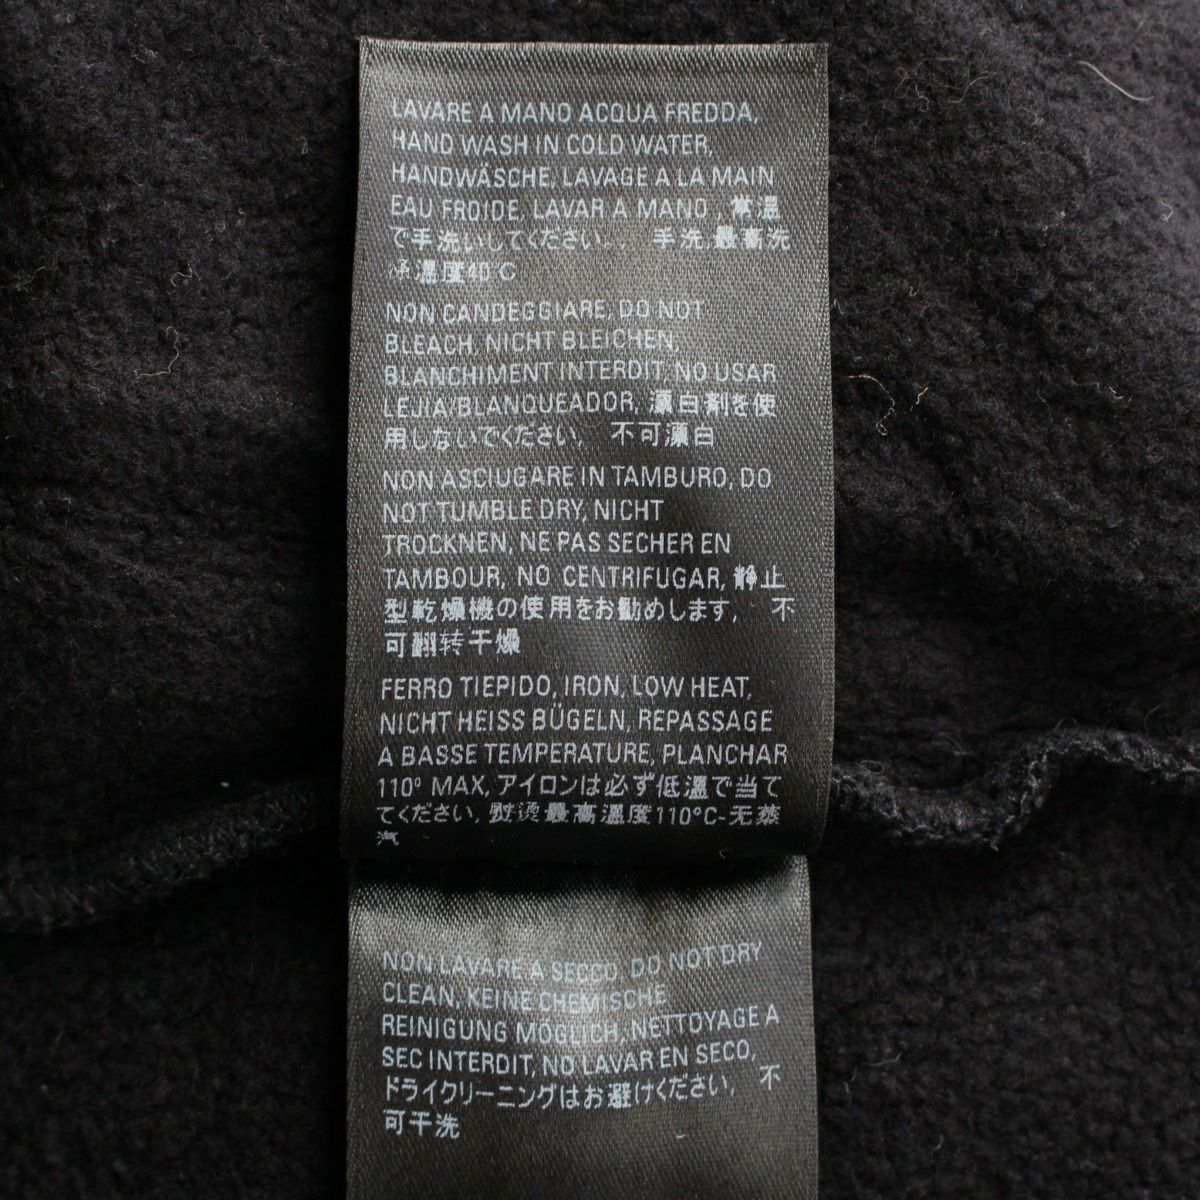 LAVARE A MANO ACQUA FREDDA,
HAND WASH IN COLD WATER,
HANDWÄSCHE, LAVAGE A LA MAIN
EAU FROIDE, LAVAR A MANO, 常温
で手洗いしてください。, 手洗,最高洗
涤温度40°C
NON CANDEGGIARE, DO NOT
BLEACH, NICHT BLEICHEN,
BLANCHIMENT INTERDIT, NO USAR
LEJIA/BLANQUEADOR, 漂白剤を使
用しないでください, 不可漂白
NON ASCIUGARE IN TAMBURO, DO
NOT TUMBLE DRY, NICHT
TROCKNEN, NE PAS SECHER EN
TAMBOUR, NO CENTRIFUGAR, 静止
型乾燥機の使用をお勧めします, 不
可翻转干燥
FERRO TIEPIDO, IRON, LOW HEAT,
NICHT HEISS BÜGELN, REPASSAGE
A BASSE TEMPERATURE, PLANCHAR
110° MAX, アイロンは必ず低温で当て
てください, 熨烫最高温度110°C-无蒸
汽
NON LAVARE A SECCO, DO NOT DRY
CLEAN, KEINE CHEMISCHE
REINIGUNG MÖGLICH, NETTOYAGE A
SEC INTERDIT, NO LAVAR EN SECO,
ドライクリーニングはお避けください, 不
可干洗